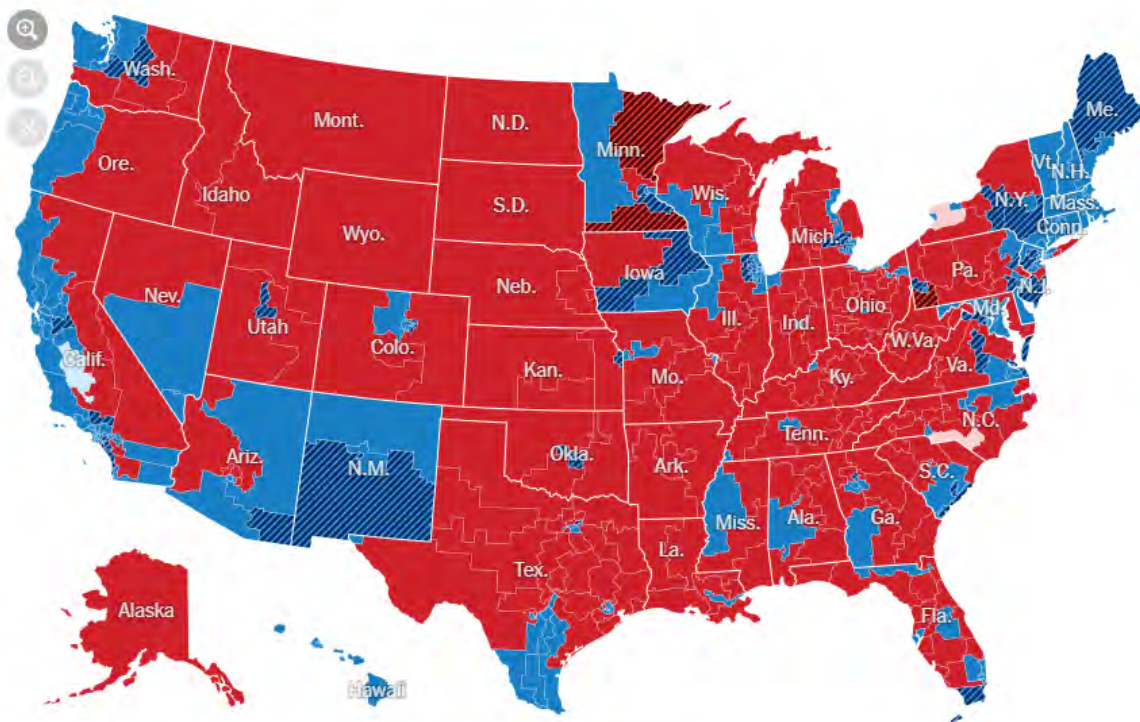 Wash.
Mont.
N.D.
Minn.
Me.
Ore.
Idaho
S.D.
Wis.
Vt.
N.H.
N.Y.
Mass.
Conn.
Wyo.
Mich.
Iowa
Neb.
Pa.
N.J.
Nev.
Utah
Colo.
Ill.
Ind.
Ohio
Md.
W.Va.
Va.
Calif.
Kan.
Mo.
Ky.
Ariz.
N.M.
Okla.
Ark.
Tenn.
N.C.
S.C.
Miss.
Ala.
Ga.
La.
Tex.
Alaska
Fla.
Hawaii